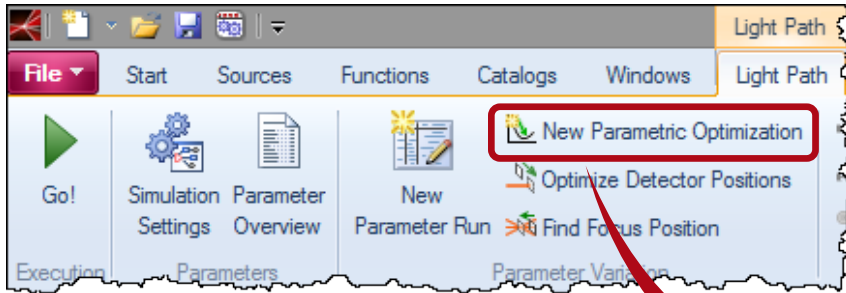 Light Path
File Start Sources Functions Catalogs Windows Light Path
New Parametric Optimization
Optimize Detector Positions
Find Focus Position
Go!
Simulation Settings
Parameter Overview
New Parameter Run
Execution Parameters Parameter Variation